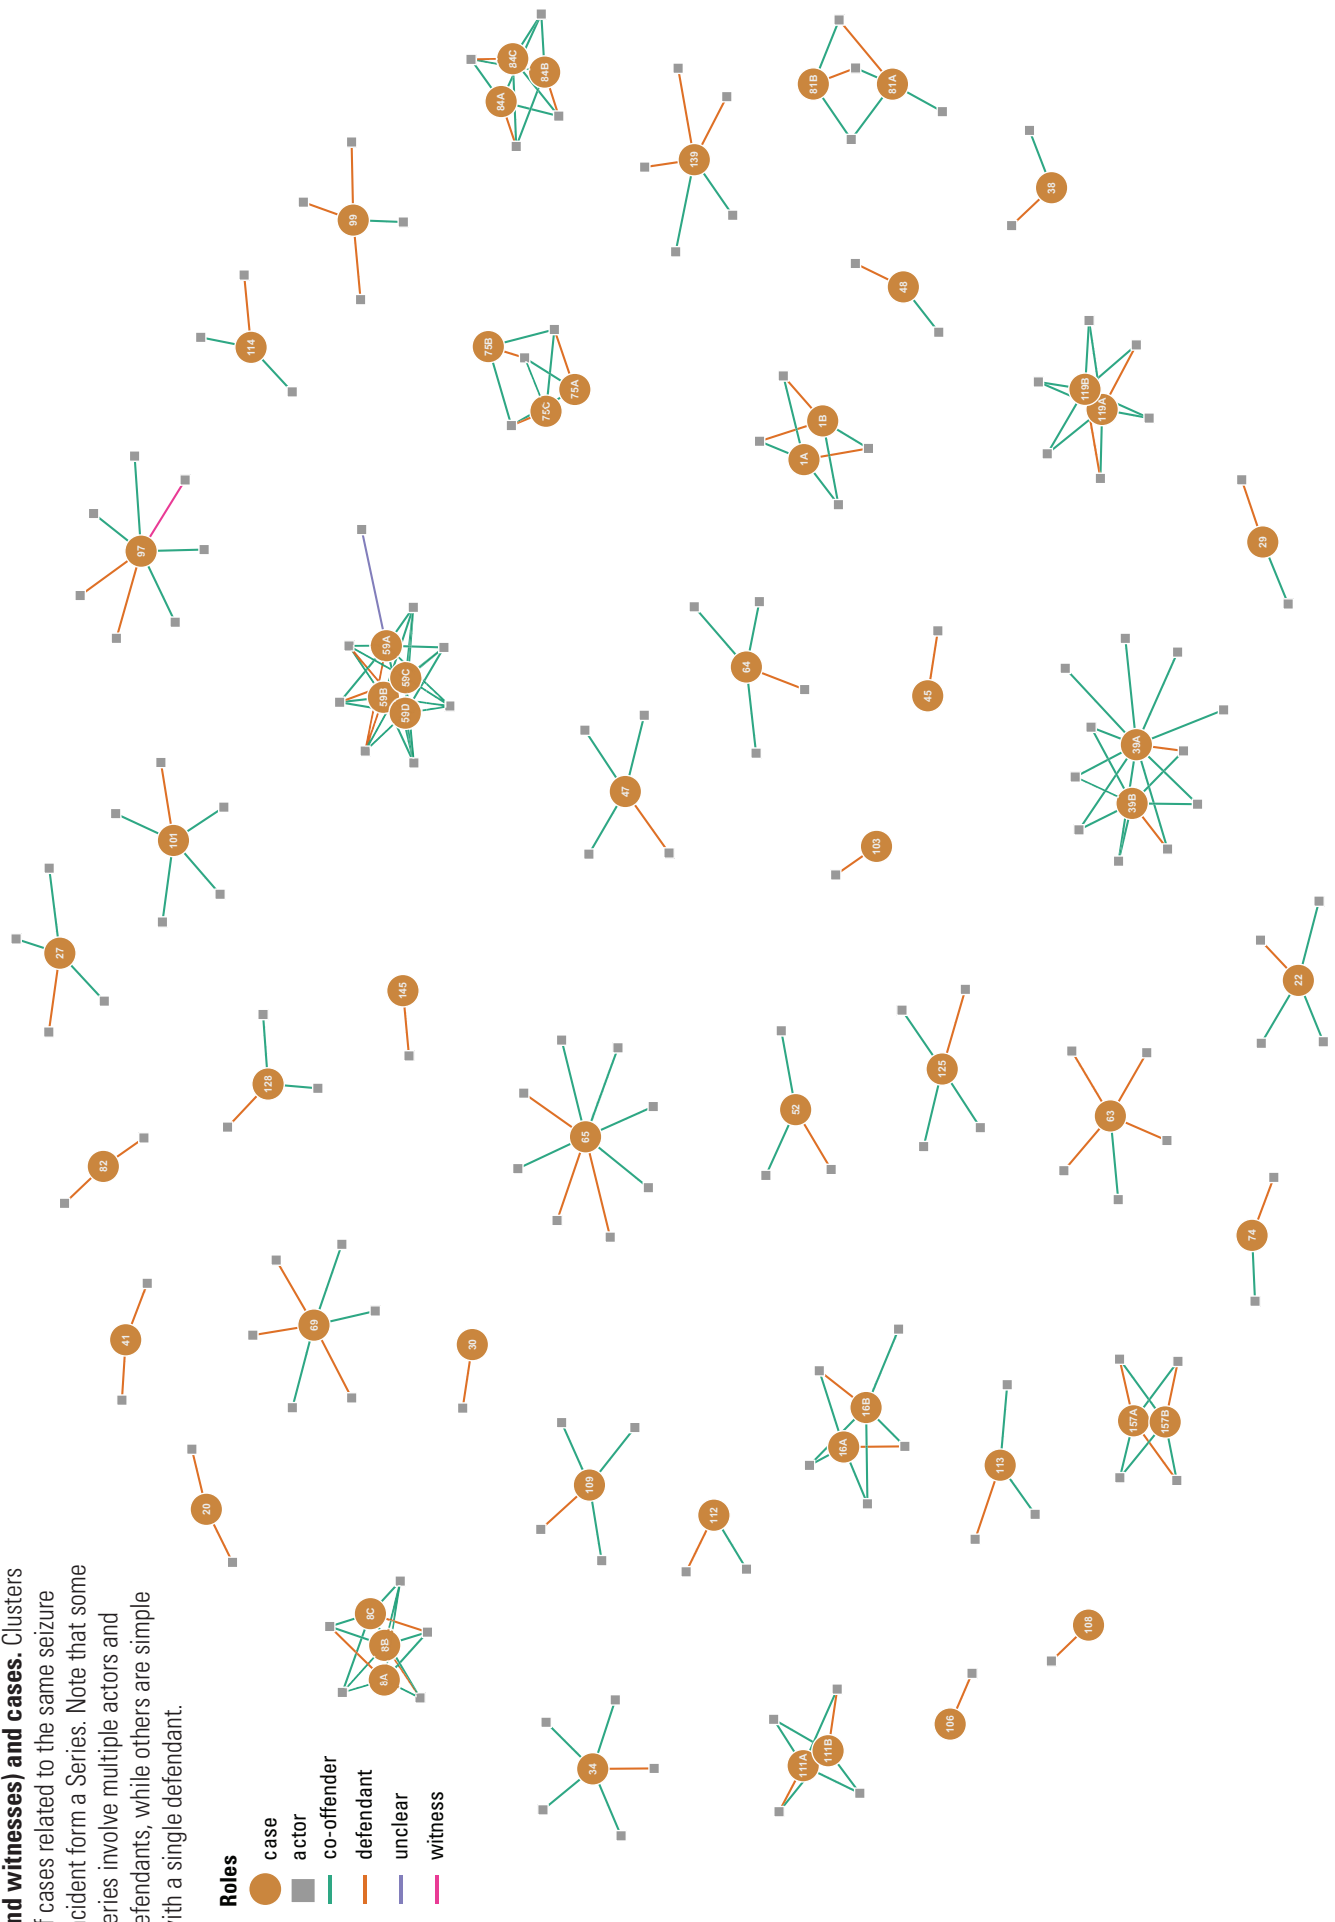 nd witnesses) and cases. Clusters
f cases related to the same seizure
cident form a Series. Note that some
eries involve multiple actors and
efendants, while others are simple
ith a single defendant.
Roles
case
actor
co-offender
defendant
unclear
witness
84C
84B
84A
81B
81A
139
38
99
48
114
75B
75A
75C
119B
119A
1B
1A
97
29
59A
59C
59B
59D
64
45
39A
39B
47
101
103
27
145
22
128
125
52
63
65
82
74
69
41
30
16B
16A
157A
157B
113
109
20
112
8C
8B
8A
108
106
34
111A
111B